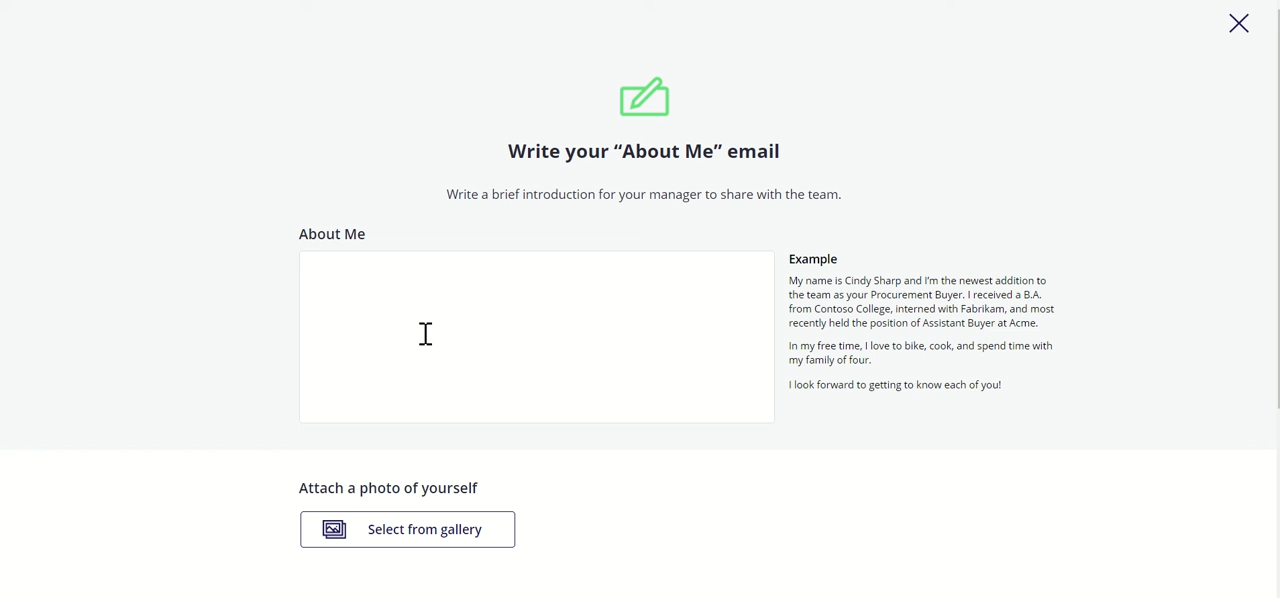 Write your “About Me” email
Write a brief introduction for your manager to share with the team.
About Me
Example
My name is Cindy Sharp and I’m the newest addition to
the team as your Procurement Buyer. I received a B.A.
from Contoso College, interned with Fabrikam, and most
recently held the position of Assistant Buyer at Acme.
In my free time, I love to bike, cook, and spend time with
my family of four.
I look forward to getting to know each of you!
Attach a photo of yourself
Select from gallery